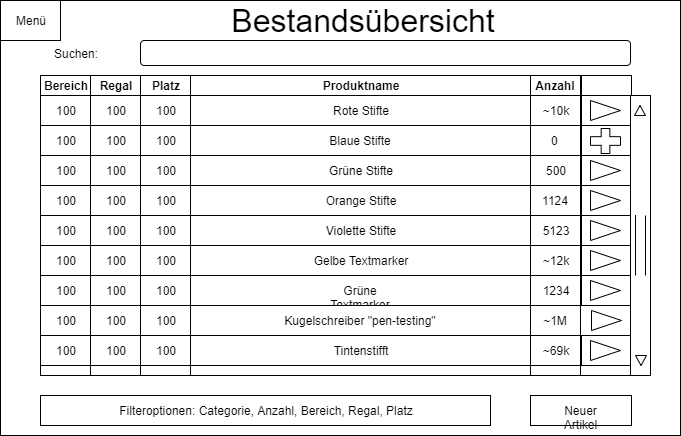 Menü
Bestandsübersicht
Suchen:
Bereich Regal Platz Produktname Anzahl
100 100 100 Rote Stifte ~10k
100 100 100 Blaue Stifte 0
100 100 100 Grüne Stifte 500
100 100 100 Orange Stifte 1124
100 100 100 Violette Stifte 5123
100 100 100 Gelbe Textmarker ~12k
100 100 100 Grüne 1234
Textmarker
100 100 100 Kugelschreiber "pen-testing" ~1M
100 100 100 Tintenstifft ~69k
Filteroptionen: Categorie, Anzahl, Bereich, Regal, Platz
Neuer
Artikel